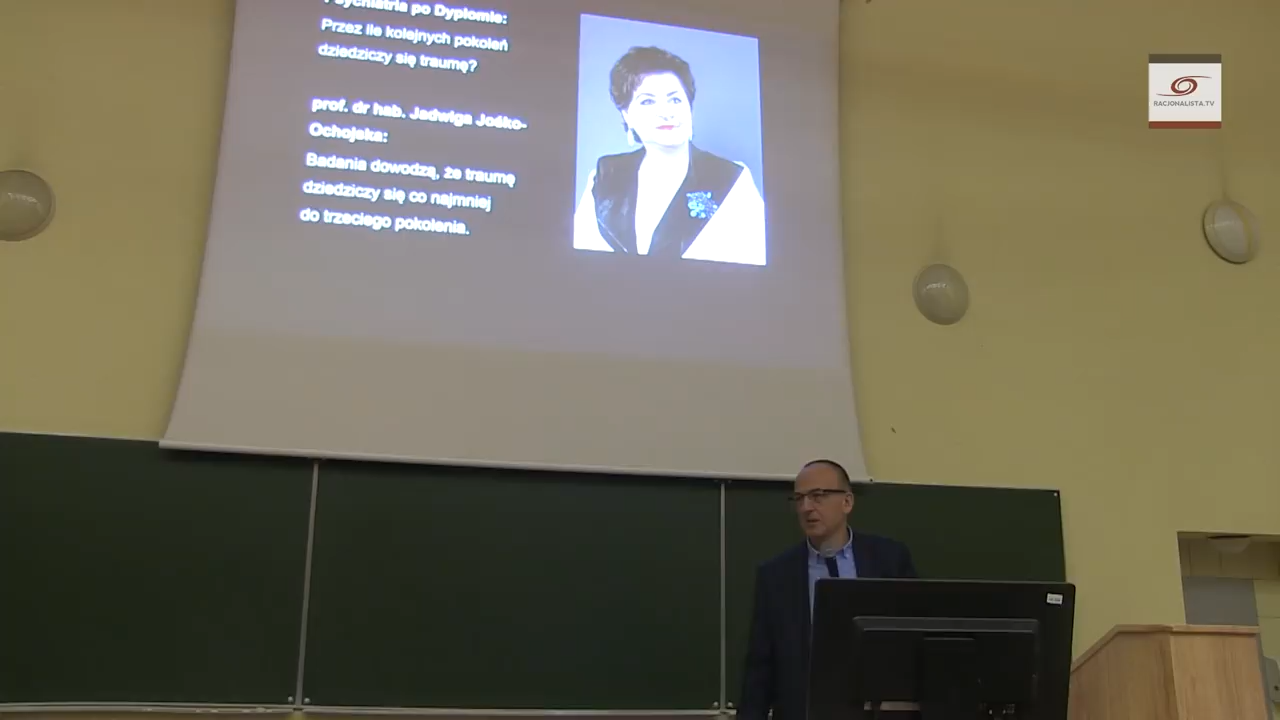 Psychiatria po Dyplomie:
Przez ile kolejnych pokoleń
dziedziczy się traumę?
prof. dr hab. Jadwiga Jośko-
Ochojska:
Badania dowodzą, że traumę
dziedziczy się co najmniej
do trzeciego pokolenia.
RACJONALISTA.TV